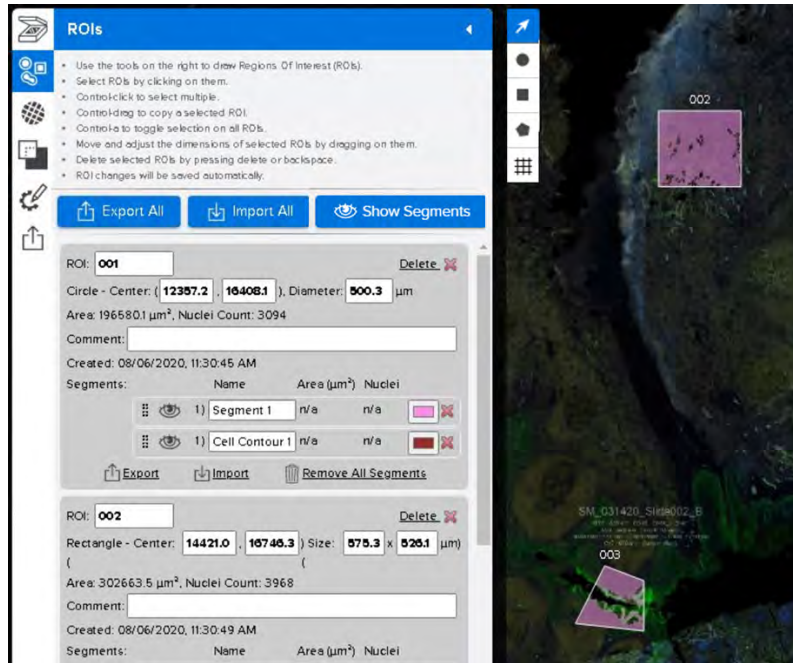 ROIs
• Use the tools on the right to draw Regions Of Interest (ROIs).
• Select ROIs by clicking on them.
• Control-click to select multiple.
• Control-drag to copy a selected ROI.
• Control-a to toggle selection on all ROIs.
• Move and adjust the dimensions of selected ROIs by dragging on them.
• Delete selected ROIs by pressing delete or backspace.
• ROI changes will be saved automatically.
Export All Import All Show Segments
ROI: 001 Delete
Circle - Center: ( 12357.2 , 16408.1 ), Diameter: 500.3 µm
Area: 196580.1 µm², Nuclei Count: 3094
Comment:
Created: 08/06/2020, 11:30:45 AM
Segments: Name Area (µm²) Nuclei
1) Segment 1 n/a n/a
1) Cell Contour 1 n/a n/a
Export Import Remove All Segments
ROI: 002 Delete
Rectangle - Center: 14421.0 , 16746.3 ) Size: 575.3 x 526.1 µm)
( (
Area: 302663.5 µm², Nuclei Count: 3968
Comment:
Created: 08/06/2020, 11:30:49 AM
Segments: Name Area (µm²) Nuclei
002
SM_031420_Slide002_B
003